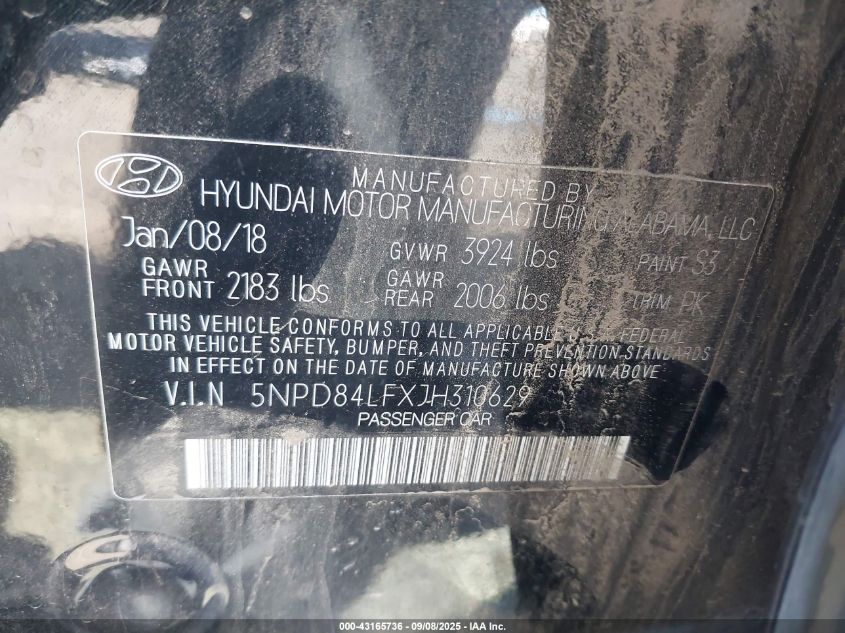 MANUFACTURED BY
HYUNDAI MOTOR MANUFACTURING ALABAMA, LLC
Jan/08/18 GVWR 3924 lbs PAINT S3
GAWR FRONT 2183 lbs GAWR REAR 2006 lbs TRIM PK
THIS VEHICLE CONFORMS TO ALL APPLICABLE U.S. FEDERAL
MOTOR VEHICLE SAFETY, BUMPER, AND THEFT PREVENTION STANDARDS
IN EFFECT ON THE DATE OF MANUFACTURE SHOWN ABOVE.
V.I.N 5NPD84LFXJH310629
PASSENGER CAR
000-43165736 - 09/08/2025 - IAA Inc.